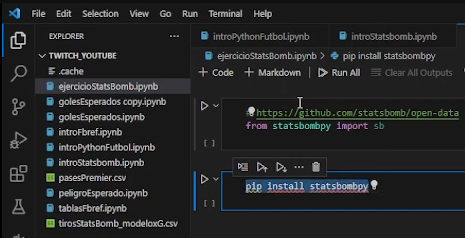 File Edit Selection View Go Run Terminal Help
EXPLORER ...
introPythonFutbol.ipynb introStatsbomb.ipynb
TWITCH_YOUTUBE
ejercicioStatsBomb.ipynb > pip install statsbombpy
.cache
+ Code + Markdown Run All Clear All Outputs
ejercicioStatsBomb.ipynb
golesEsperados copy.ipynb
golesEsperados.ipynb
introFbref.ipynb
introPythonFutbol.ipynb
introStatsbomb.ipynb
pasesPremier.csv
peligroEsperado.ipynb
tablasFbref.ipynb
tirosStatsBomb_modeloxG.csv
#https://github.com/statsbomb/open-data
from statsbombpy import sb
[ ]
pip install statsbombpy
[ ]